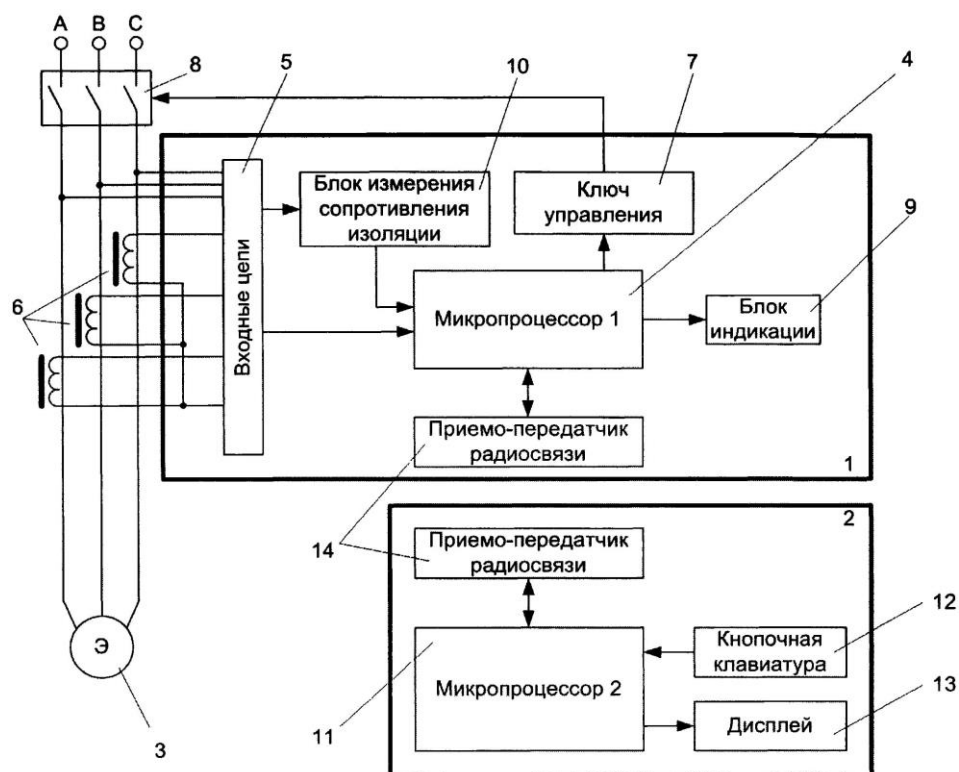 A B C
8
5
10
7
4
Блок измерения
сопротивления
изоляции
Ключ
управления
9
6
Входные цепи
Микропроцессор 1
Блок
индикации
Приемо-передатчик
радиосвязи
1
2
14
Приемо-передатчик
радиосвязи
12
Э
11
Микропроцессор 2
Кнопочная
клавиатура
13
Дисплей
3